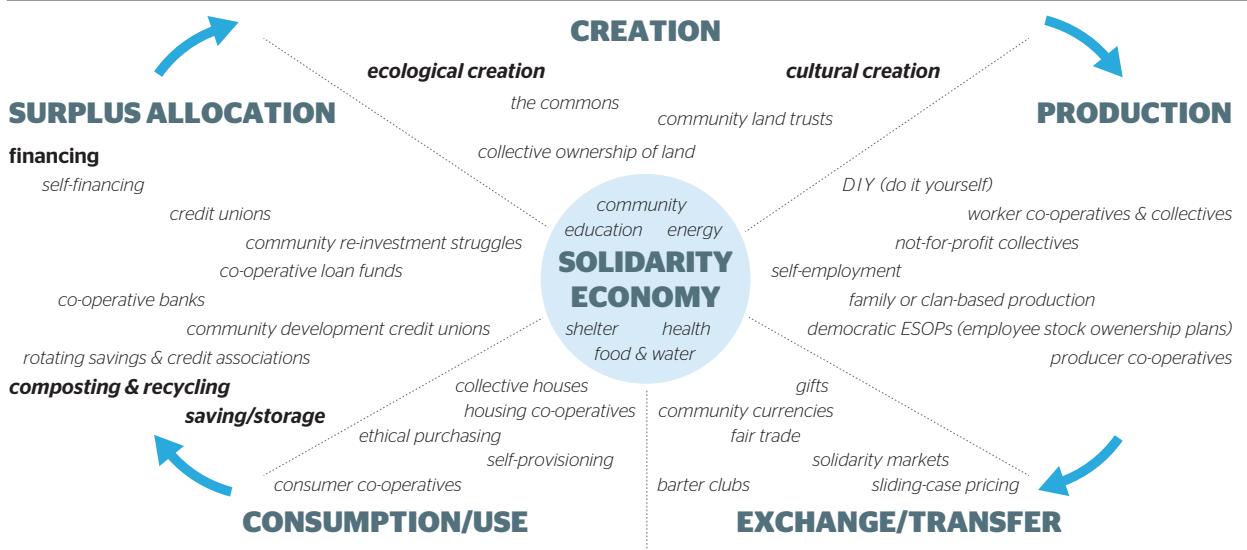 CREATION
ecological creation
cultural creation
the commons
community land trusts
collective ownership of land
PRODUCTION
DIY (do it yourself)
worker co-operatives & collectives
not-for-profit collectives
self-employment
family or clan-based production
democratic ESOPs (employee stock owenership plans)
producer co-operatives
EXCHANGE/TRANSFER
gifts
community currencies
fair trade
solidarity markets
barter clubs
sliding-case pricing
CONSUMPTION/USE
collective houses
housing co-operatives
ethical purchasing
self-provisioning
consumer co-operatives
SURPLUS ALLOCATION
financing
self-financing
credit unions
community re-investment struggles
co-operative loan funds
co-operative banks
community development credit unions
rotating savings & credit associations
composting & recycling
saving/storage
community
education energy
SOLIDARITY
ECONOMY
shelter health
food & water